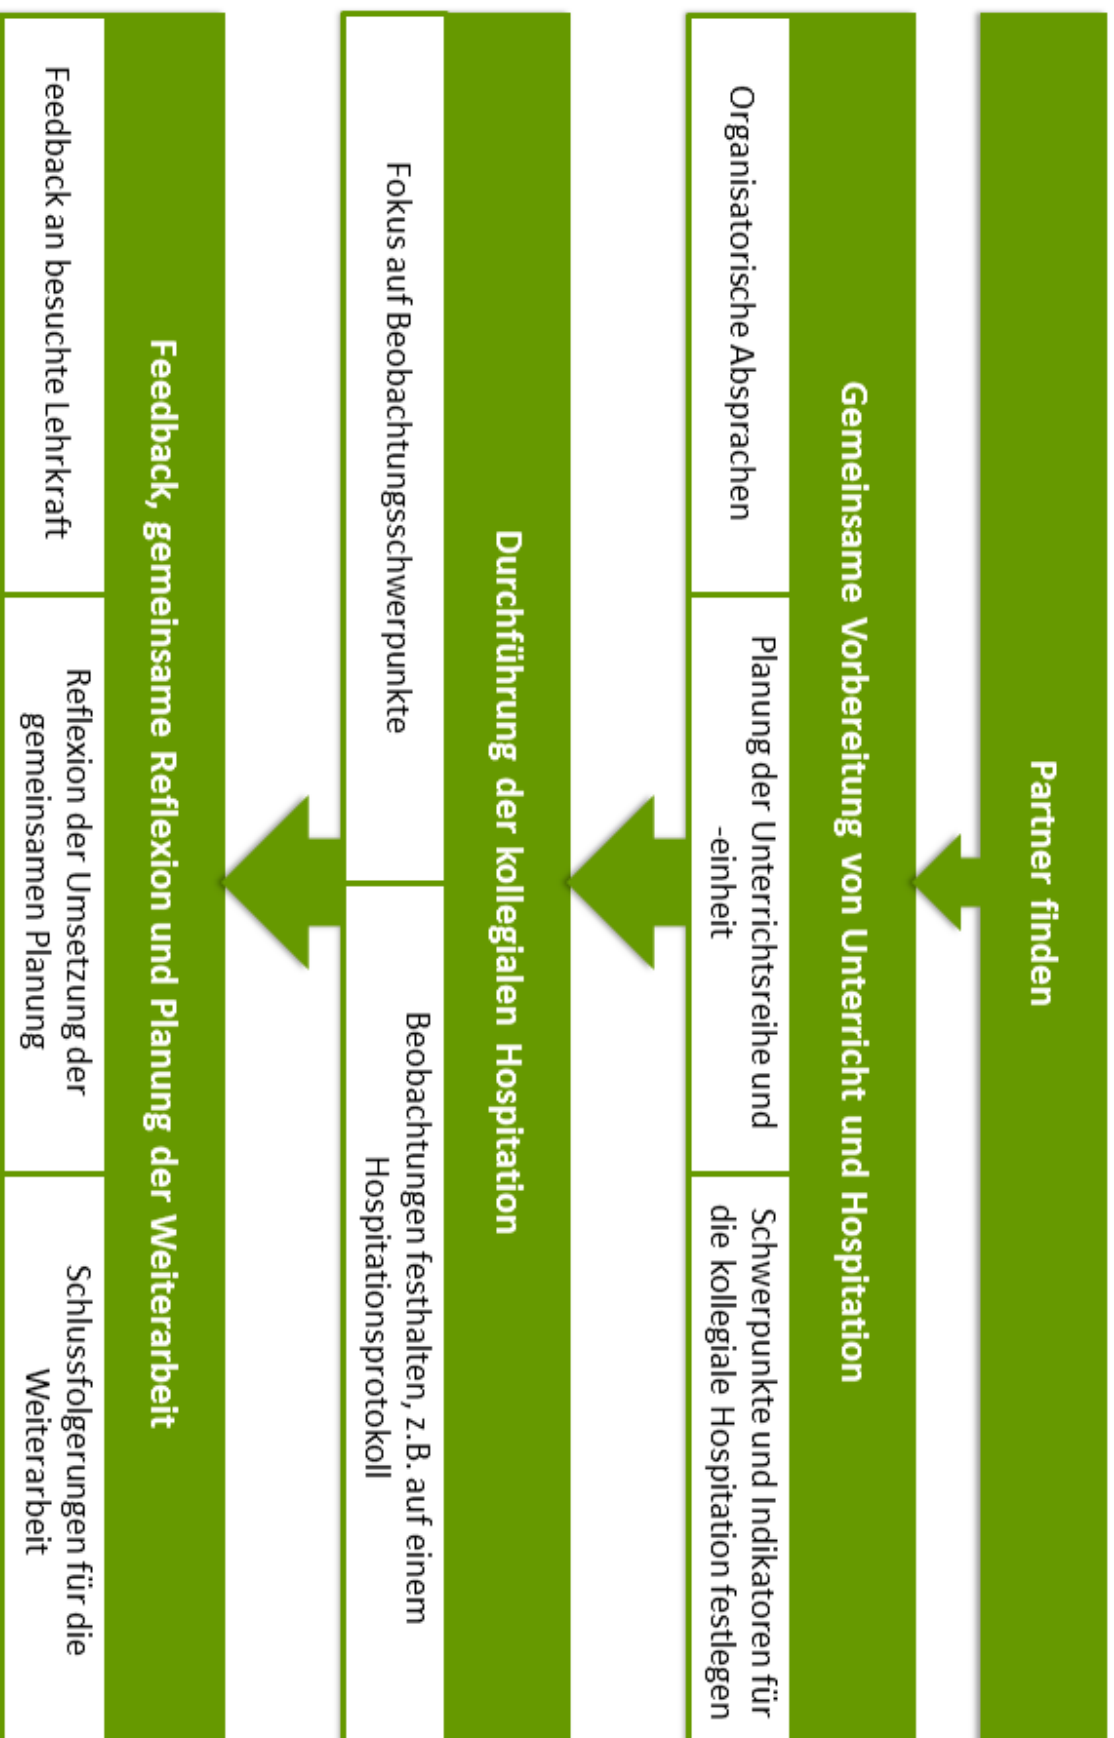 Partner finden
Gemeinsame Vorbereitung von Unterricht und Hospitation
Organisatorische Absprachen
Planung der Unterrichtsreihe und
-einheit
Schwerpunkte und Indikatoren für
die kollegiale Hospitation festlegen
Durchführung der kollegialen Hospitation
Fokus auf Beobachtungsschwerpunkte
Beobachtungen festhalten, z.B. auf einem
Hospitationsprotokoll
Feedback, gemeinsame Reflexion und Planung der Weiterarbeit
Feedback an besuchte Lehrkraft
Reflexion der Umsetzung der
gemeinsamen Planung
Schlussfolgerungen für die
Weiterarbeit